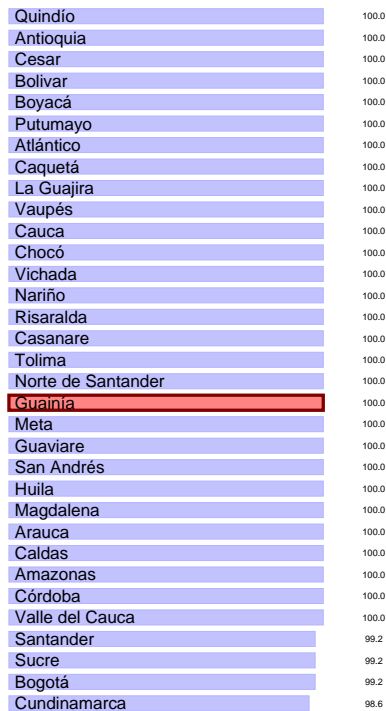 Quindío 100.0
Antioquia 100.0
Cesar 100.0
Bolivar 100.0
Boyacá 100.0
Putumayo 100.0
Atlántico 100.0
Caquetá 100.0
La Guajira 100.0
Vaupés 100.0
Cauca 100.0
Chocó 100.0
Vichada 100.0
Nariño 100.0
Risaralda 100.0
Casanare 100.0
Tolima 100.0
Norte de Santander 100.0
Guainía 100.0
Meta 100.0
Guaviare 100.0
San Andrés 100.0
Huila 100.0
Magdalena 100.0
Arauca 100.0
Caldas 100.0
Amazonas 100.0
Córdoba 100.0
Valle del Cauca 100.0
Santander 99.2
Sucre 99.2
Bogotá 99.2
Cundinamarca 98.6